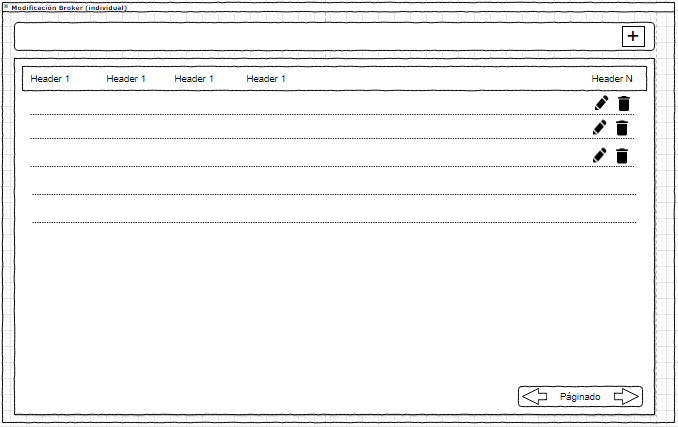 Modificación Broker (individual)
+
Header 1 Header 1 Header 1 Header 1 Header N
Páginado